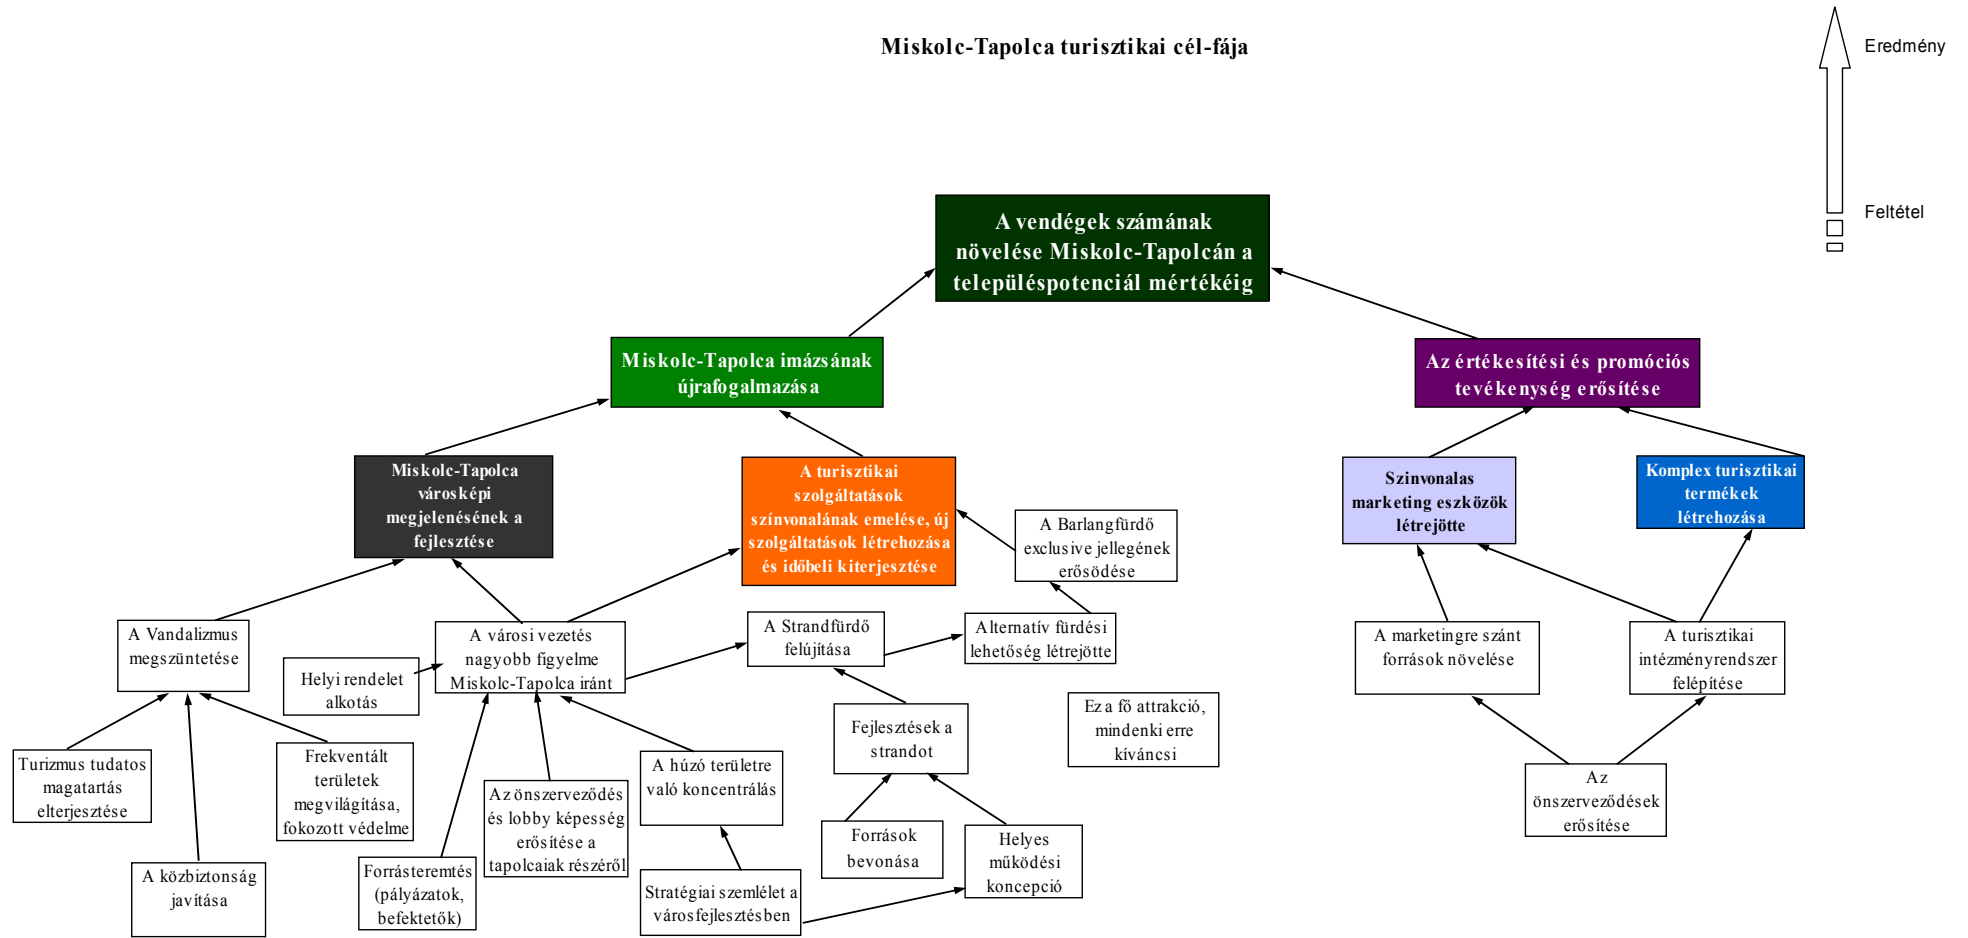 Miskolc-Tapolca turisztikai cél-fája
Eredmény
Feltétel
A vendégek számának
növelése Miskolc-Tapolcán a
településpotenciál mértékéig
Miskolc-Tapolca imázsának
újrafogalmazása
Az értékesítési és promóciós
tevékenység erősítése
Miskolc-Tapolca
városképi
megjelenésének a
fejlesztése
A turisztikai
szolgáltatások
színvonalának emelése, új
szolgáltatások létrehozása
és időbeli kiterjesztése
A Barlangfürdő
exclusive jellegének
erősödése
Szinvonalas
marketing eszközök
létrejötte
Komplex turisztikai
termékek
létrehozása
A Vandalizmus
megszüntetése
Helyi rendelet
alkotás
A városi vezetés
nagyobb figyelme
Miskolc-Tapolca iránt
A Strandfürdő
felújítása
Alternatív fürdési
lehetőség létrejötte
A marketingre szánt
források növelése
A turisztikai
intézményrendszer
felépítése
Turizmus tudatos
magatartás
elterjesztése
Frekventált
területek
megvilágítása,
fokozott védelme
A húzó területre
való koncentrálás
Fejlesztések a
strandot
Ez a fő attrakció,
mindenki erre
kíváncsi
Az
önszerveződések
erősítése
A közbiztonság
javítása
Forrásteremtés
(pályázatok,
befektetők)
Az önszerveződés
és lobby képesség
erősítése a
tapolcaiak részéről
Stratégiai szemlélet a
városfejlesztésben
Források
bevonása
Helyes
működési
koncepció